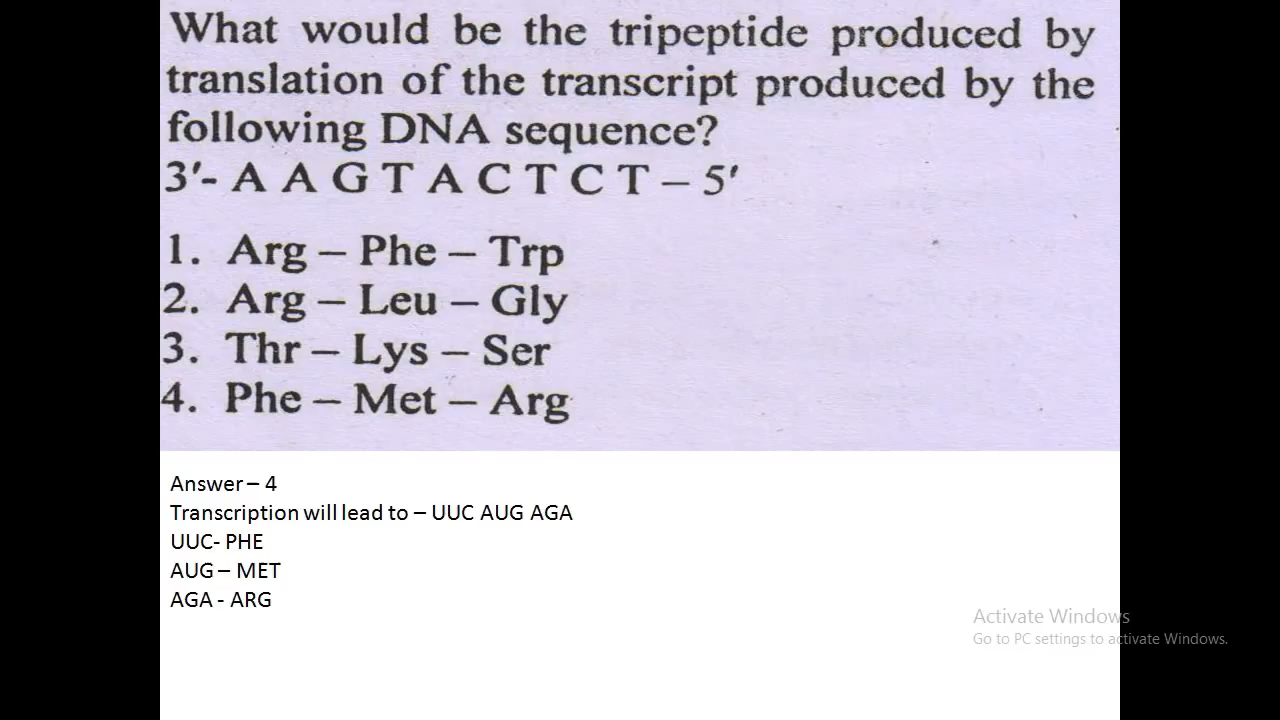 What would be the tripeptide produced by
translation of the transcript produced by the
following DNA sequence?
3′- A A G T A C T C T – 5′
1. Arg – Phe – Trp
2. Arg – Leu – Gly
3. Thr – Lys – Ser
4. Phe – Met – Arg
Answer – 4
Transcription will lead to – UUC AUG AGA
UUC- PHE
AUG – MET
AGA - ARG
Activate Windows
Go to PC settings to activate Windows.